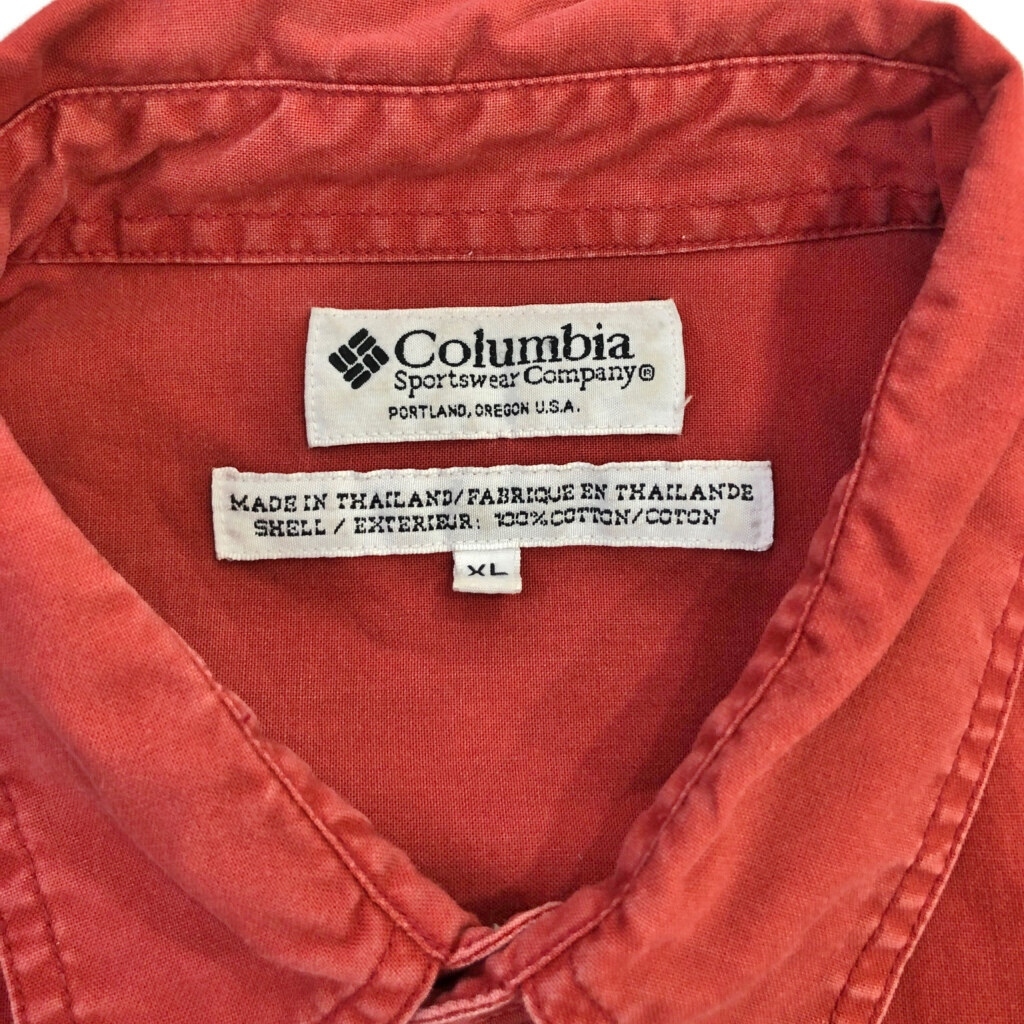 Columbia
Sportswear Company®
PORTLAND, OREGON U.S.A.
MADE IN THAILAND/FABRIQUE EN THAILANDE
SHELL / EXTERIEUR: 100% COTTON/COTON
XL